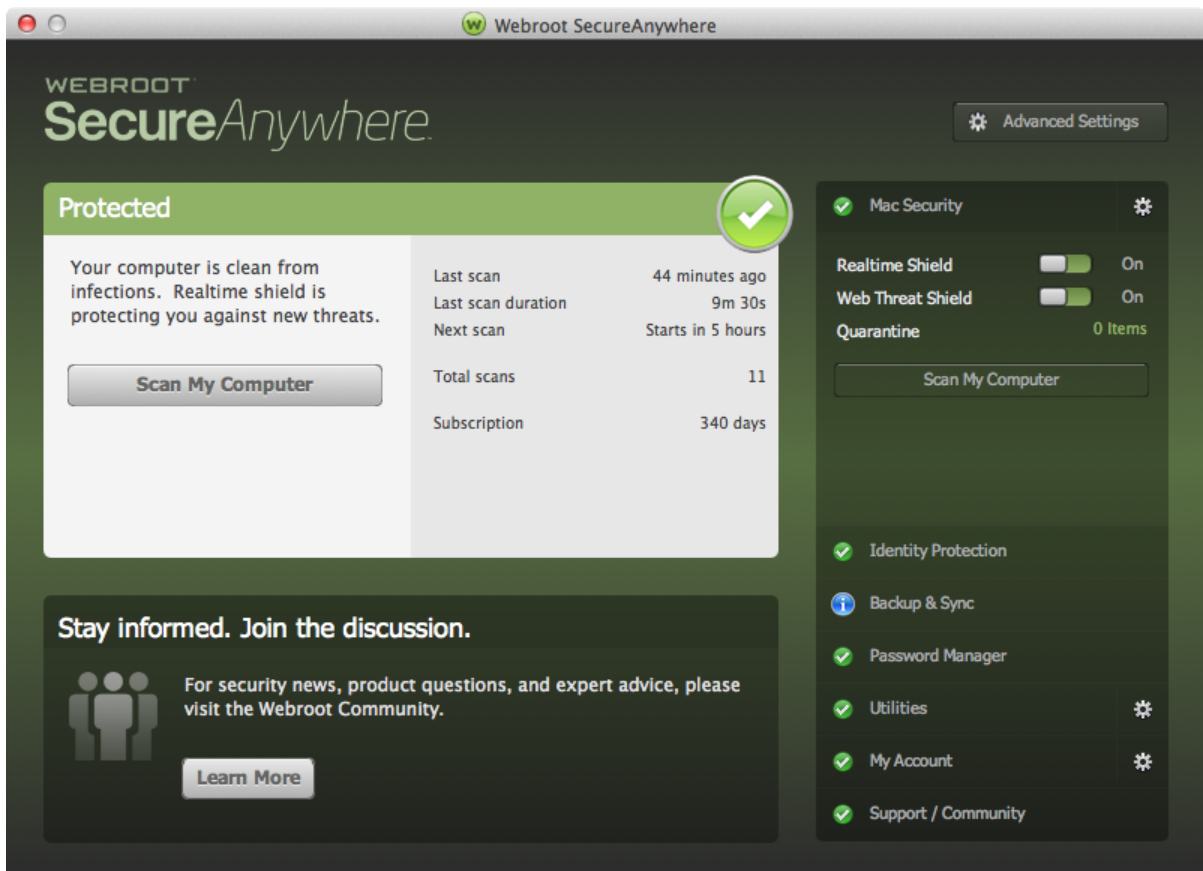 Webroot SecureAnywhere
WEBROOT
SecureAnywhere.
Advanced Settings
Protected
Your computer is clean from
infections. Realtime shield is
protecting you against new threats.
Scan My Computer
Last scan 44 minutes ago
Last scan duration 9m 30s
Next scan Starts in 5 hours
Total scans 11
Subscription 340 days
Stay informed. Join the discussion.
For security news, product questions, and expert advice, please
visit the Webroot Community.
Learn More
Mac Security
Realtime Shield On
Web Threat Shield On
Quarantine 0 Items
Scan My Computer
Identity Protection
Backup & Sync
Password Manager
Utilities
My Account
Support / Community